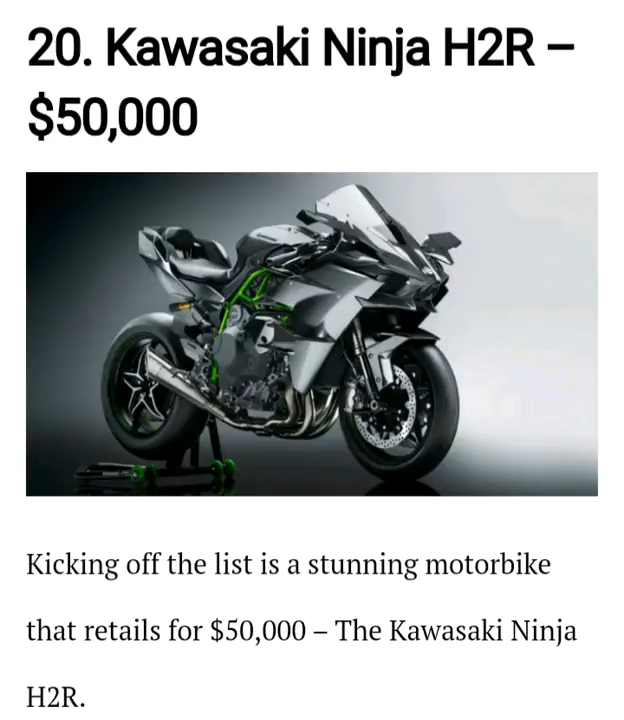 20. Kawasaki Ninja H2R –
$50,000
Kicking off the list is a stunning motorbike
that retails for $50,000 – The Kawasaki Ninja
H2R.